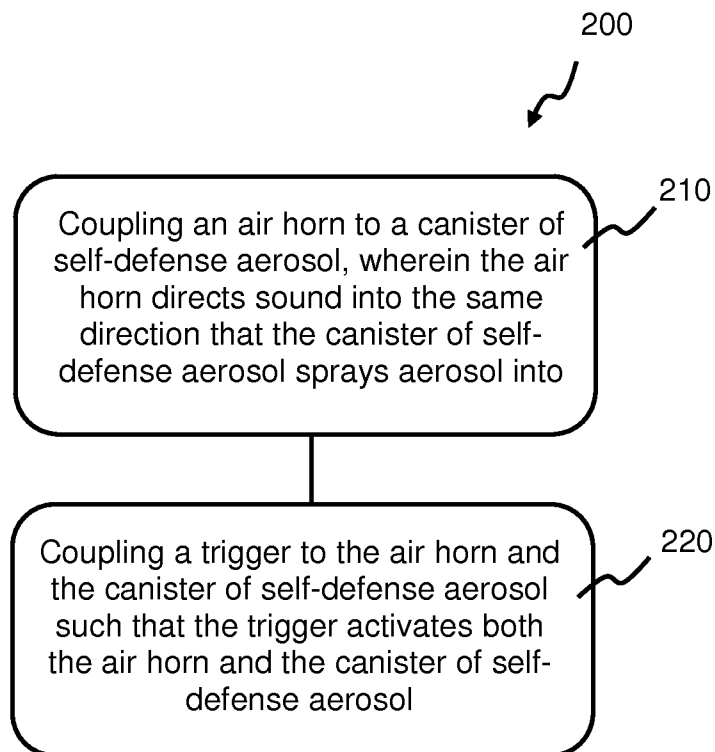 200
210
Coupling an air horn to a canister of
self-defense aerosol, wherein the air
horn directs sound into the same
direction that the canister of self-
defense aerosol sprays aerosol into
220
Coupling a trigger to the air horn and
the canister of self-defense aerosol
such that the trigger activates both
the air horn and the canister of self-
defense aerosol